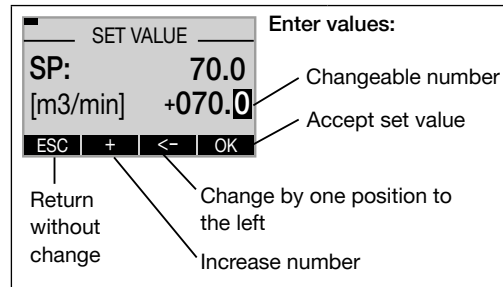 SET VALUE
Enter values:
SP: 70.0
[m3/min] +070.0
ESC + <- OK
Changeable number
Accept set value
Return
without
change
Change by one position to
the left
Increase number